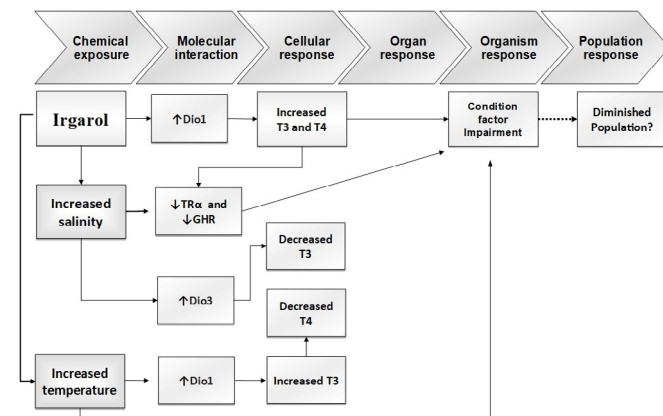 Chemical
exposure
Molecular
interaction
Cellular
response
Organ
response
Organism
response
Population
response
Irgarol
↑Dio1
Increased
T3 and T4
Condition
factor
Impairment
Diminished
Population?
Increased
salinity
↓TRα and
↓GHR
Decreased
T3
↑Dio3
Decreased
T4
Increased
temperature
↑Dio1
Increased T3